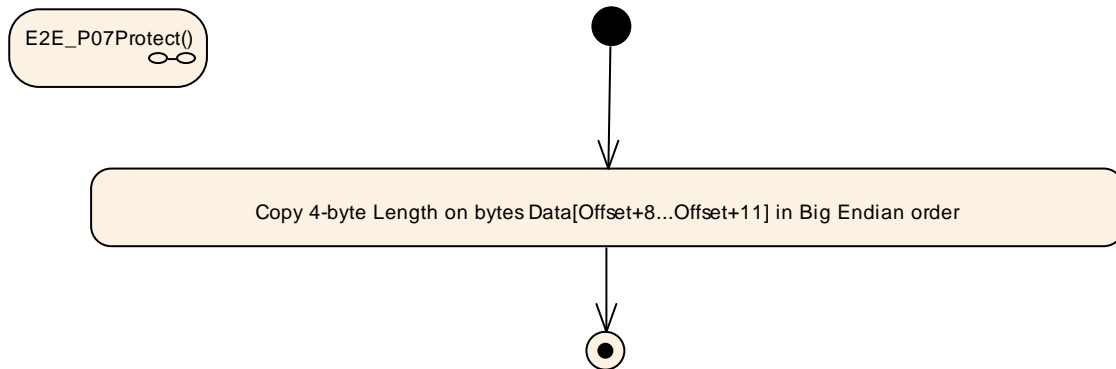 E2E_P07Protect()
Copy 4-byte Length on bytes Data[Offset+8...Offset+11] in Big Endian order